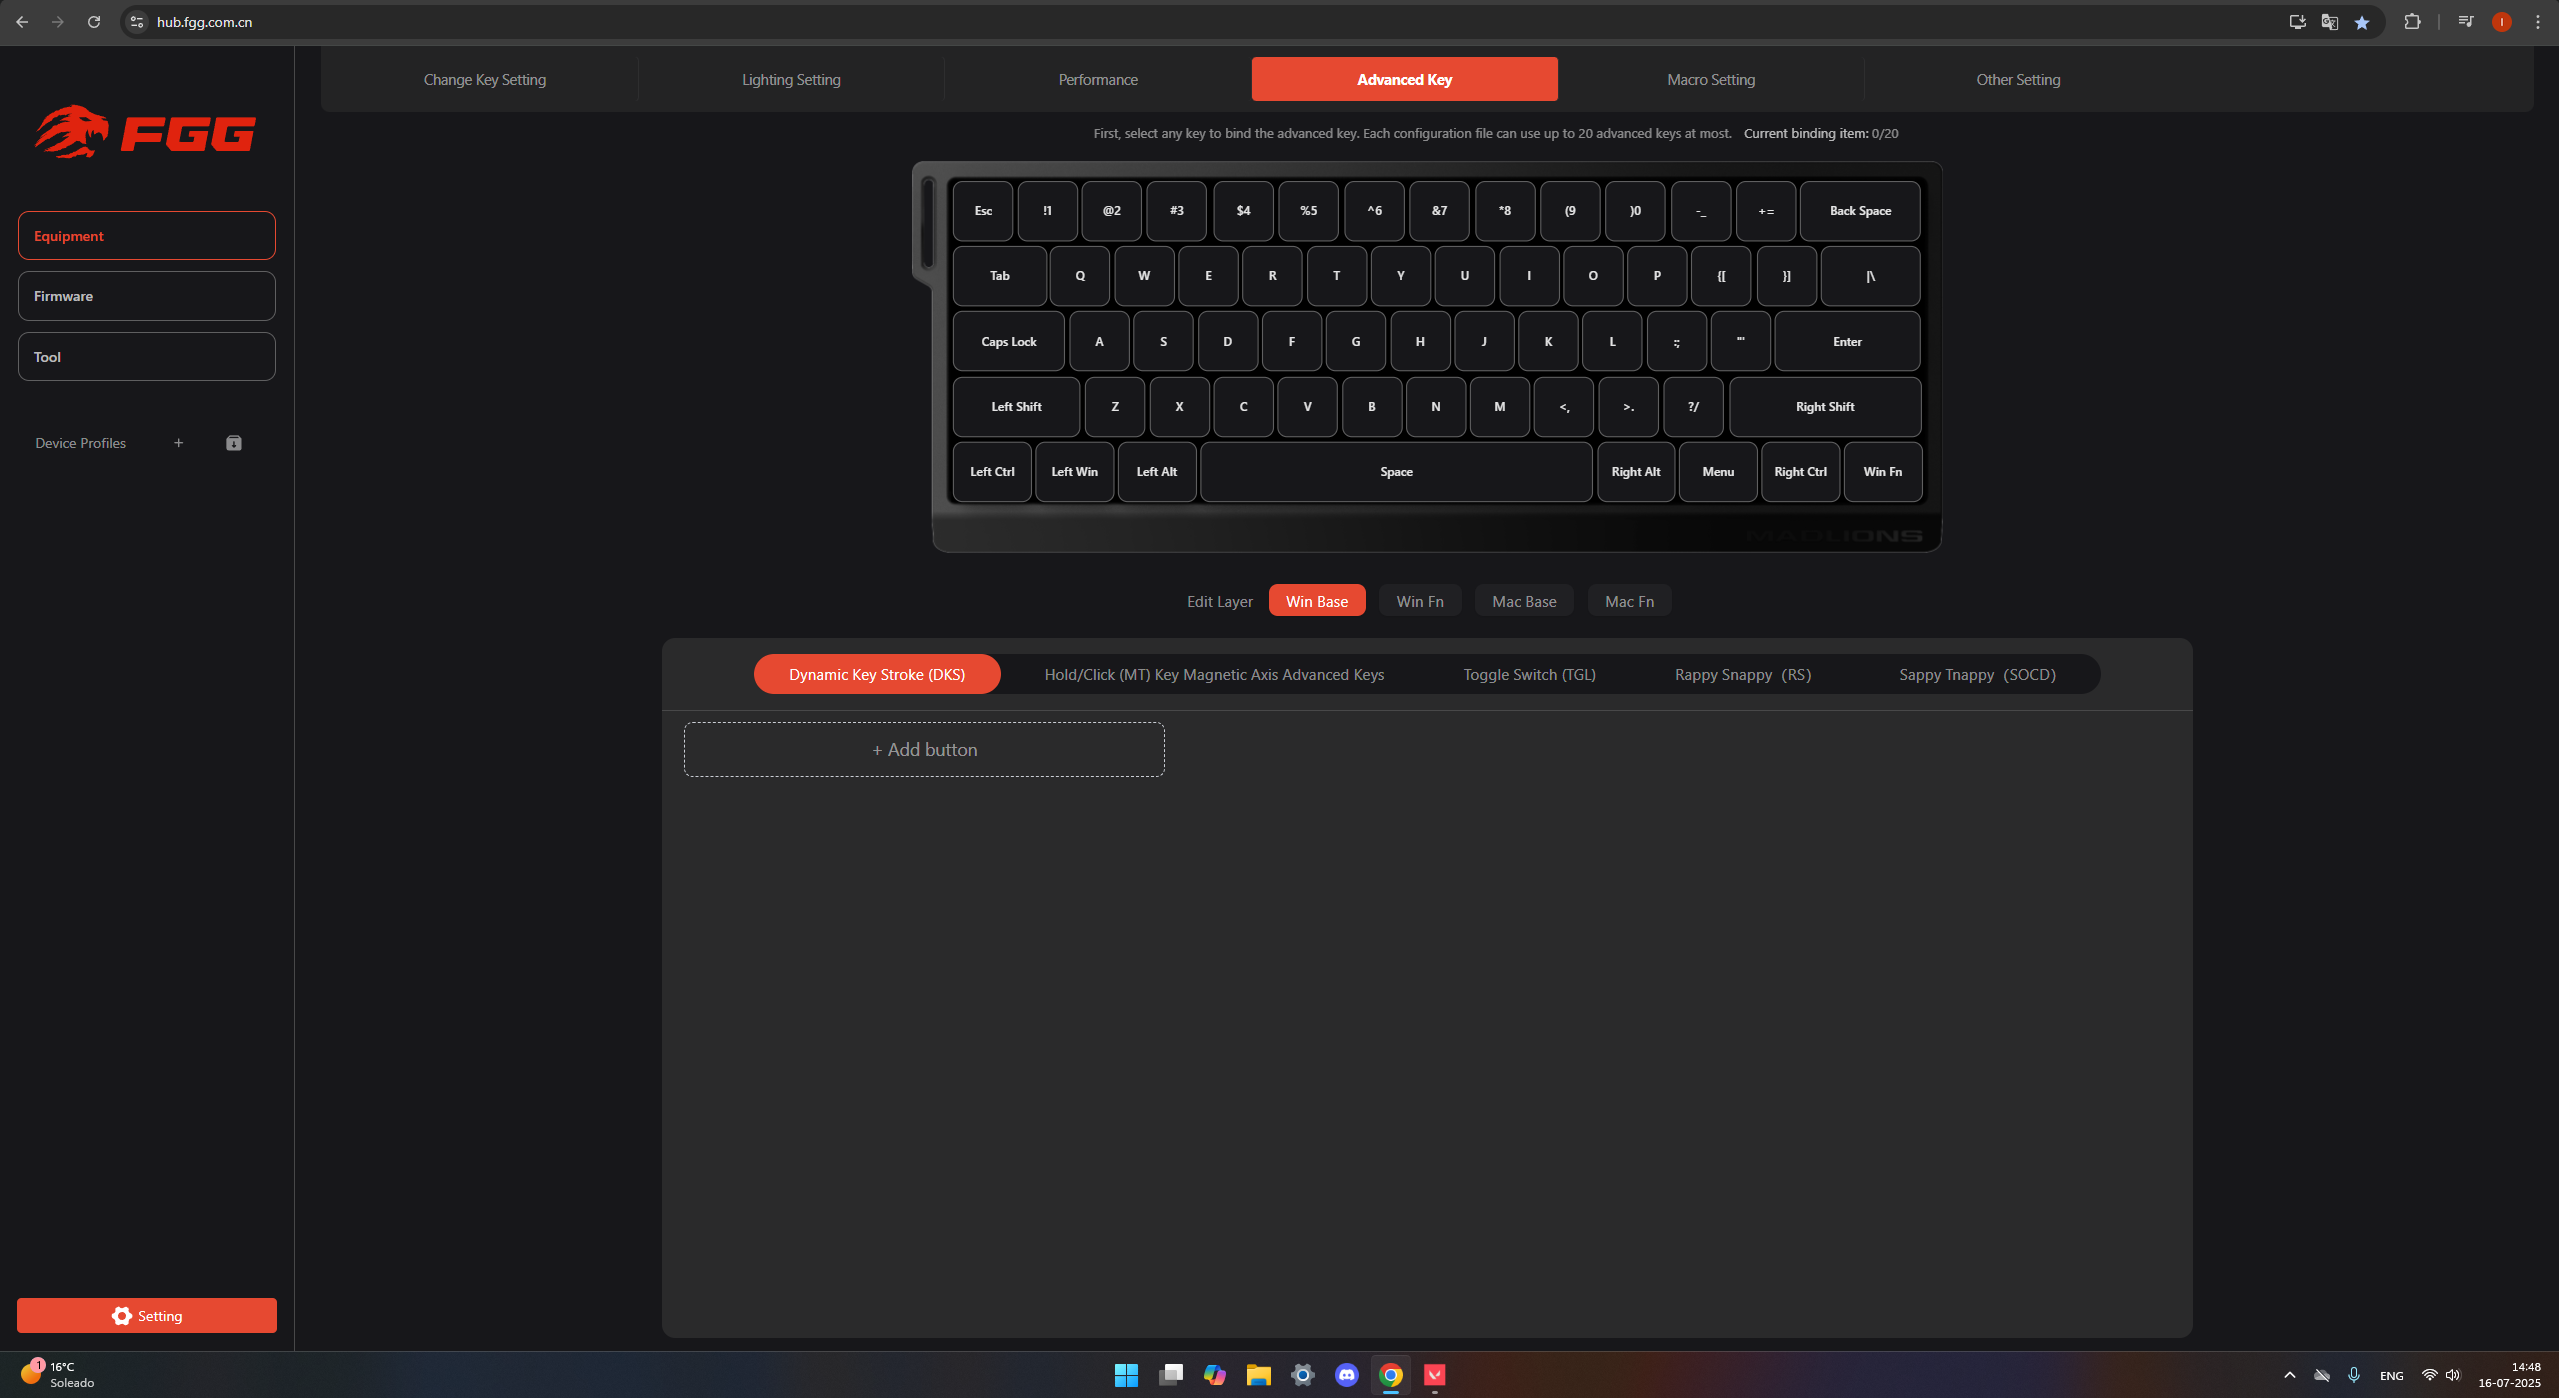 hub.fgg.com.cn
I
FGG
Equipment
Firmware
Tool
Device Profiles +
Setting
Change Key Setting
Lighting Setting
Performance
Advanced Key
Macro Setting
Other Setting
First, select any key to bind the advanced key. Each configuration file can use up to 20 advanced keys at most. Current binding item: 0/20
Esc !1 @2 #3 $4 %5 ^6 &7 *8 (9 )0 -_ += Back Space
Tab Q W E R T Y U I O P {[ }] |\
Caps Lock A S D F G H J K L :; "' Enter
Left Shift Z X C V B N M <, >. ?/ Right Shift
Left Ctrl Left Win Left Alt Space Right Alt Menu Right Ctrl Win Fn
MADLIONS
Edit Layer Win Base Win Fn Mac Base Mac Fn
Dynamic Key Stroke (DKS) Hold/Click (MT) Key Magnetic Axis Advanced Keys Toggle Switch (TGL) Rappy Snappy (RS) Sappy Tnappy (SOCD)
+ Add button
1
16°C
Soleado
ENG
14:48
16-07-2025